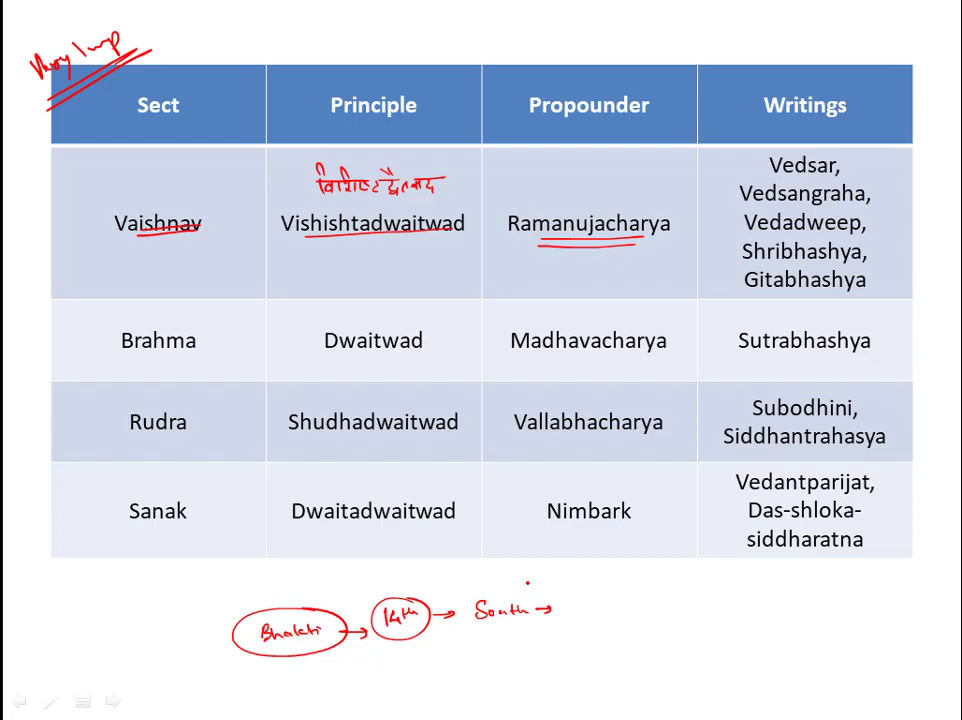 Very Imp
Sect Principle Propounder Writings
Vaishnav
विशिष्टद्वैतवाद
Vishishtadwaitwad
Ramanujacharya
Vedsar,
Vedsangraha,
Vedadweep,
Shribhashya,
Gitabhashya
Brahma Dwaitwad Madhavacharya Sutrabhashya
Rudra Shudhadwaitwad Vallabhacharya
Subodhini,
Siddhantrahasya
Sanak Dwaitadwaitwad Nimbark
Vedantparijat,
Das-shloka-
siddharatna
Bhakti → 14th → South →